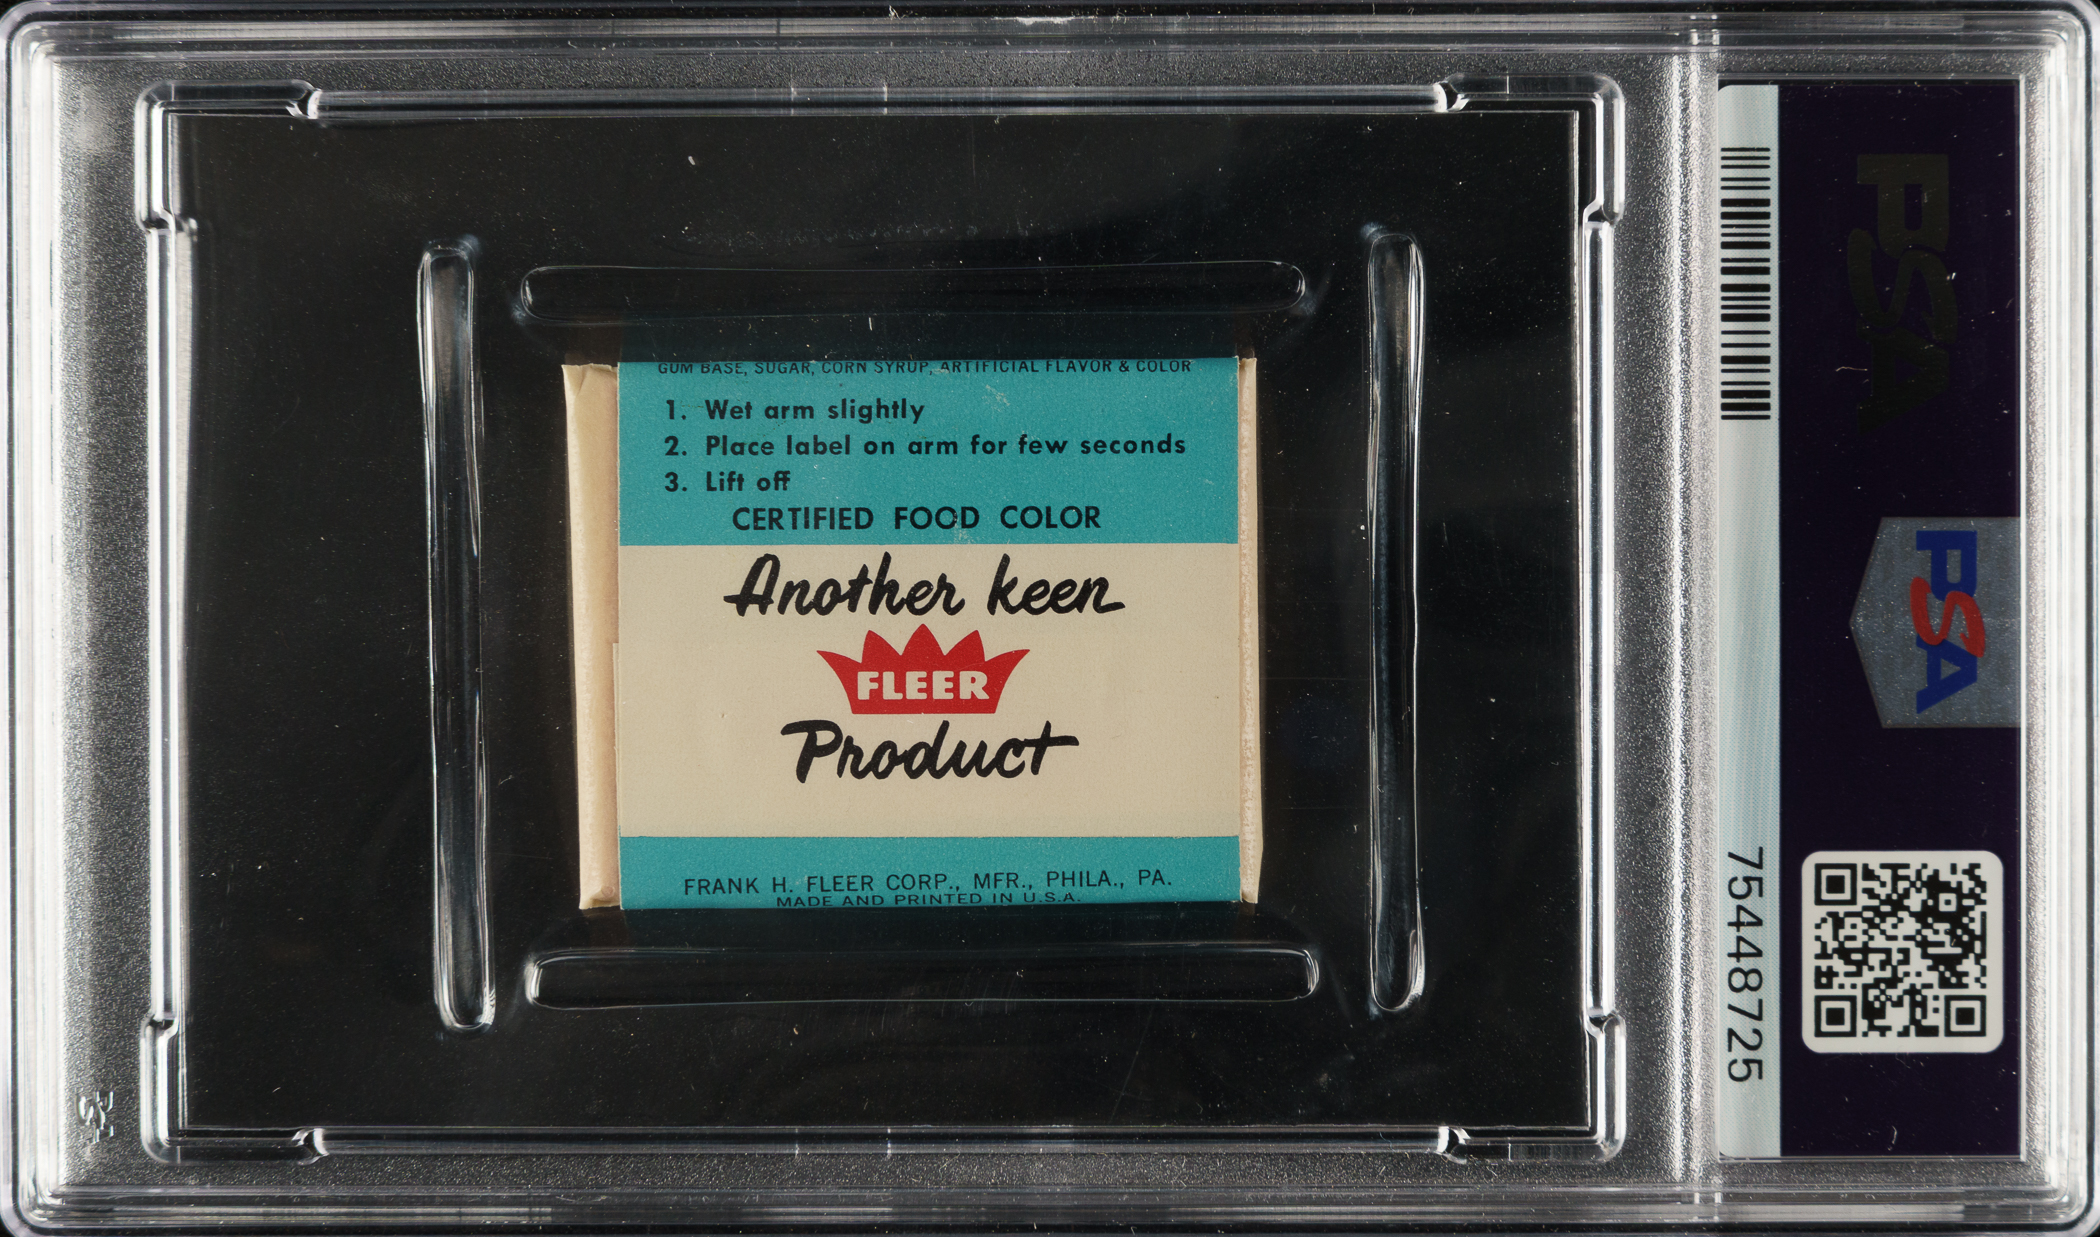 GUM BASE, SUGAR, CORN SYRUP, ARTIFICIAL FLAVOR & COLOR
1. Wet arm slightly
2. Place label on arm for few seconds
3. Lift off
CERTIFIED FOOD COLOR
Another keen
FLEER
Product
FRANK H. FLEER CORP., MFR., PHILA., PA.
MADE AND PRINTED IN U.S.A.
75448725
PSA
PSA